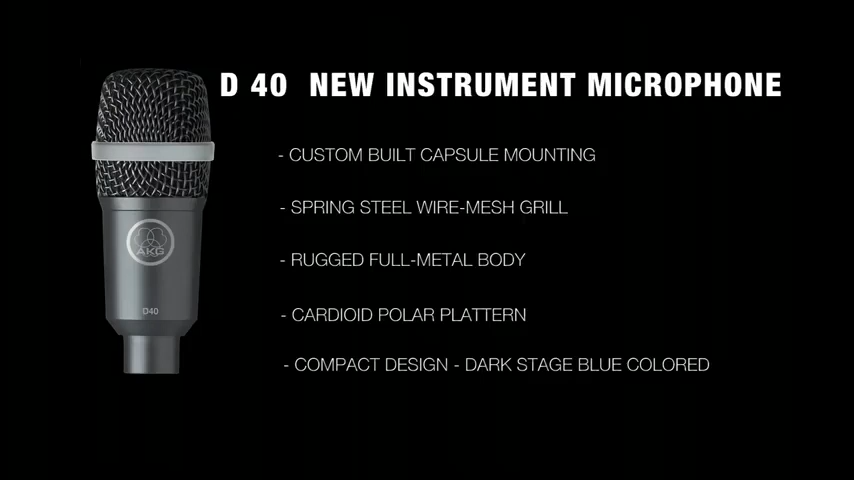 D 40 NEW INSTRUMENT MICROPHONE
- CUSTOM BUILT CAPSULE MOUNTING
- SPRING STEEL WIRE-MESH GRILL
AKG
- RUGGED FULL-METAL BODY
D40
- CARDIOID POLAR PLATTERN
- COMPACT DESIGN - DARK STAGE BLUE COLORED